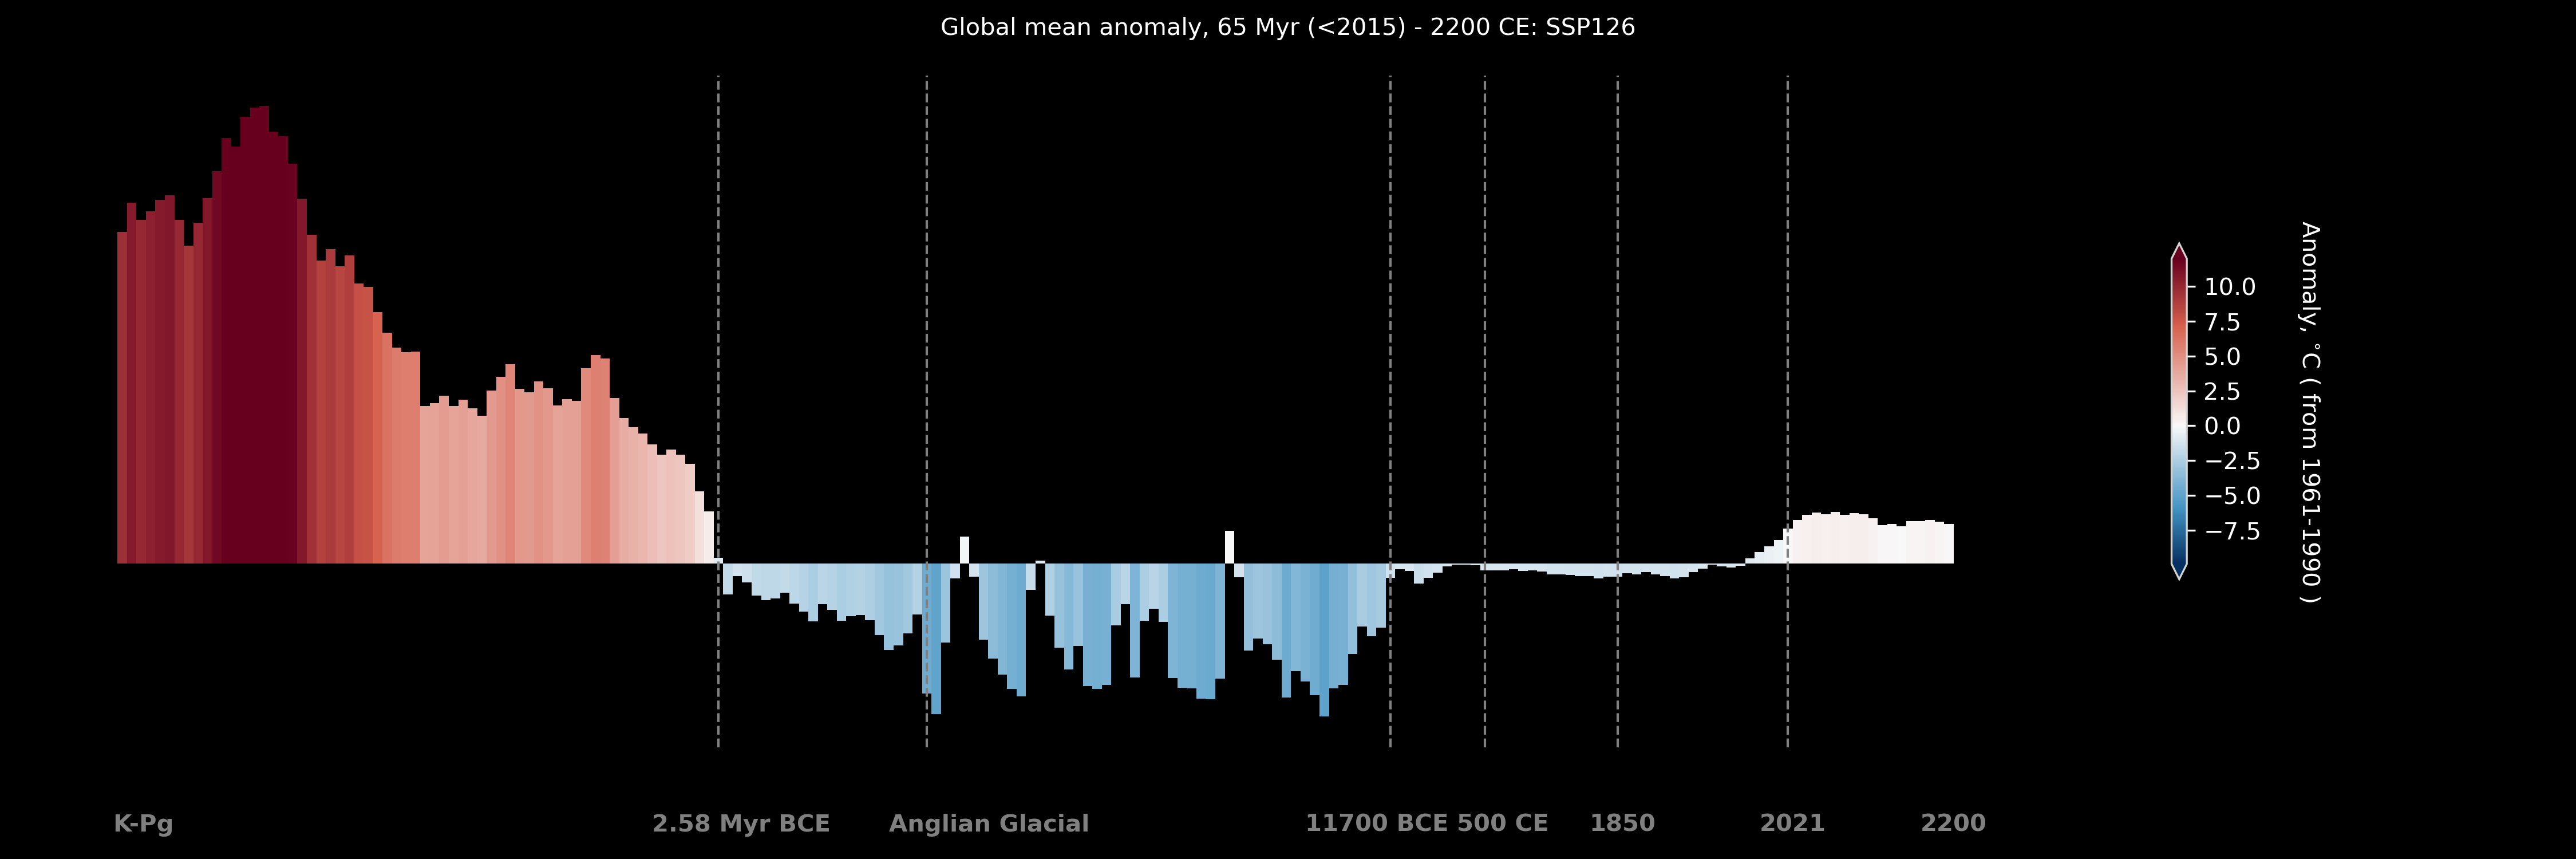 Global mean anomaly, 65 Myr (<2015) - 2200 CE: SSP126
10.0
7.5
5.0
2.5
0.0
−2.5
−5.0
−7.5
Anomaly, °C ( from 1961-1990 )
K-Pg
2.58 Myr BCE
Anglian Glacial
11700 BCE
500 CE
1850
2021
2200